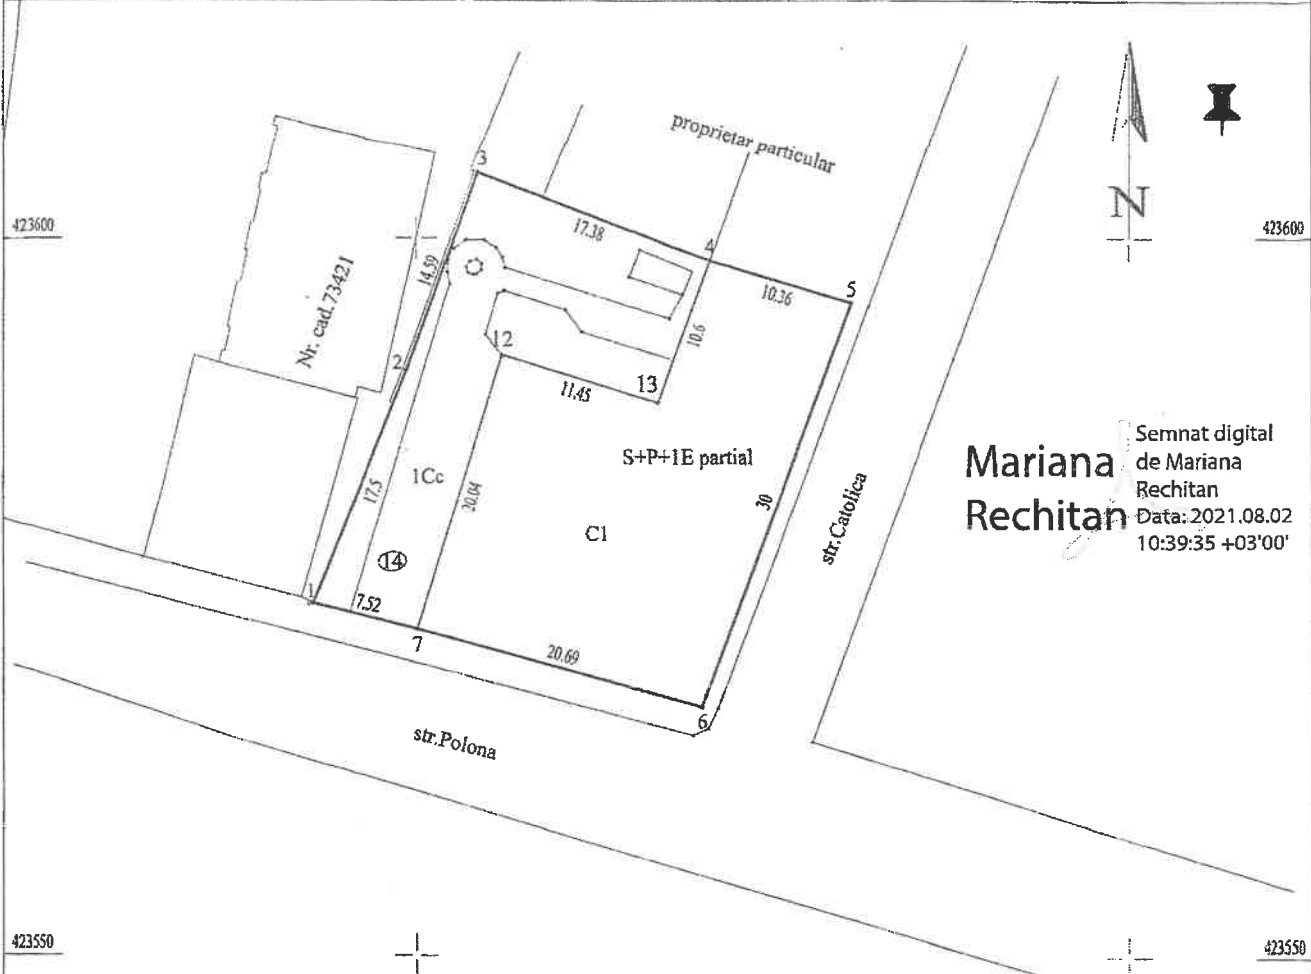 proprietar particular
N
423600
423600
3
17.38
4
10.36
5
14.59
Nr. cad.73421
12
10.6
2
11.45
13
S+P+1E partial
1Cc
17.5
20.04
30
C1
str.Catolica
14
1
7.52
7
20.69
6
str.Polona
Mariana
Rechitan
Semnat digital
de Mariana
Rechitan
Data: 2021.08.02
10:39:35 +03'00'
423550
423550